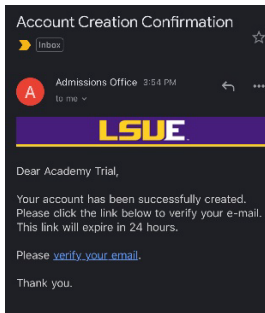 Account Creation Confirmation
Inbox
A
Admissions Office 3:54 PM
to me
LSUE
Dear Academy Trial,
Your account has been successfully created.
Please click the link below to verify your e-mail.
This link will expire in 24 hours.
Please verify your email.
Thank you.